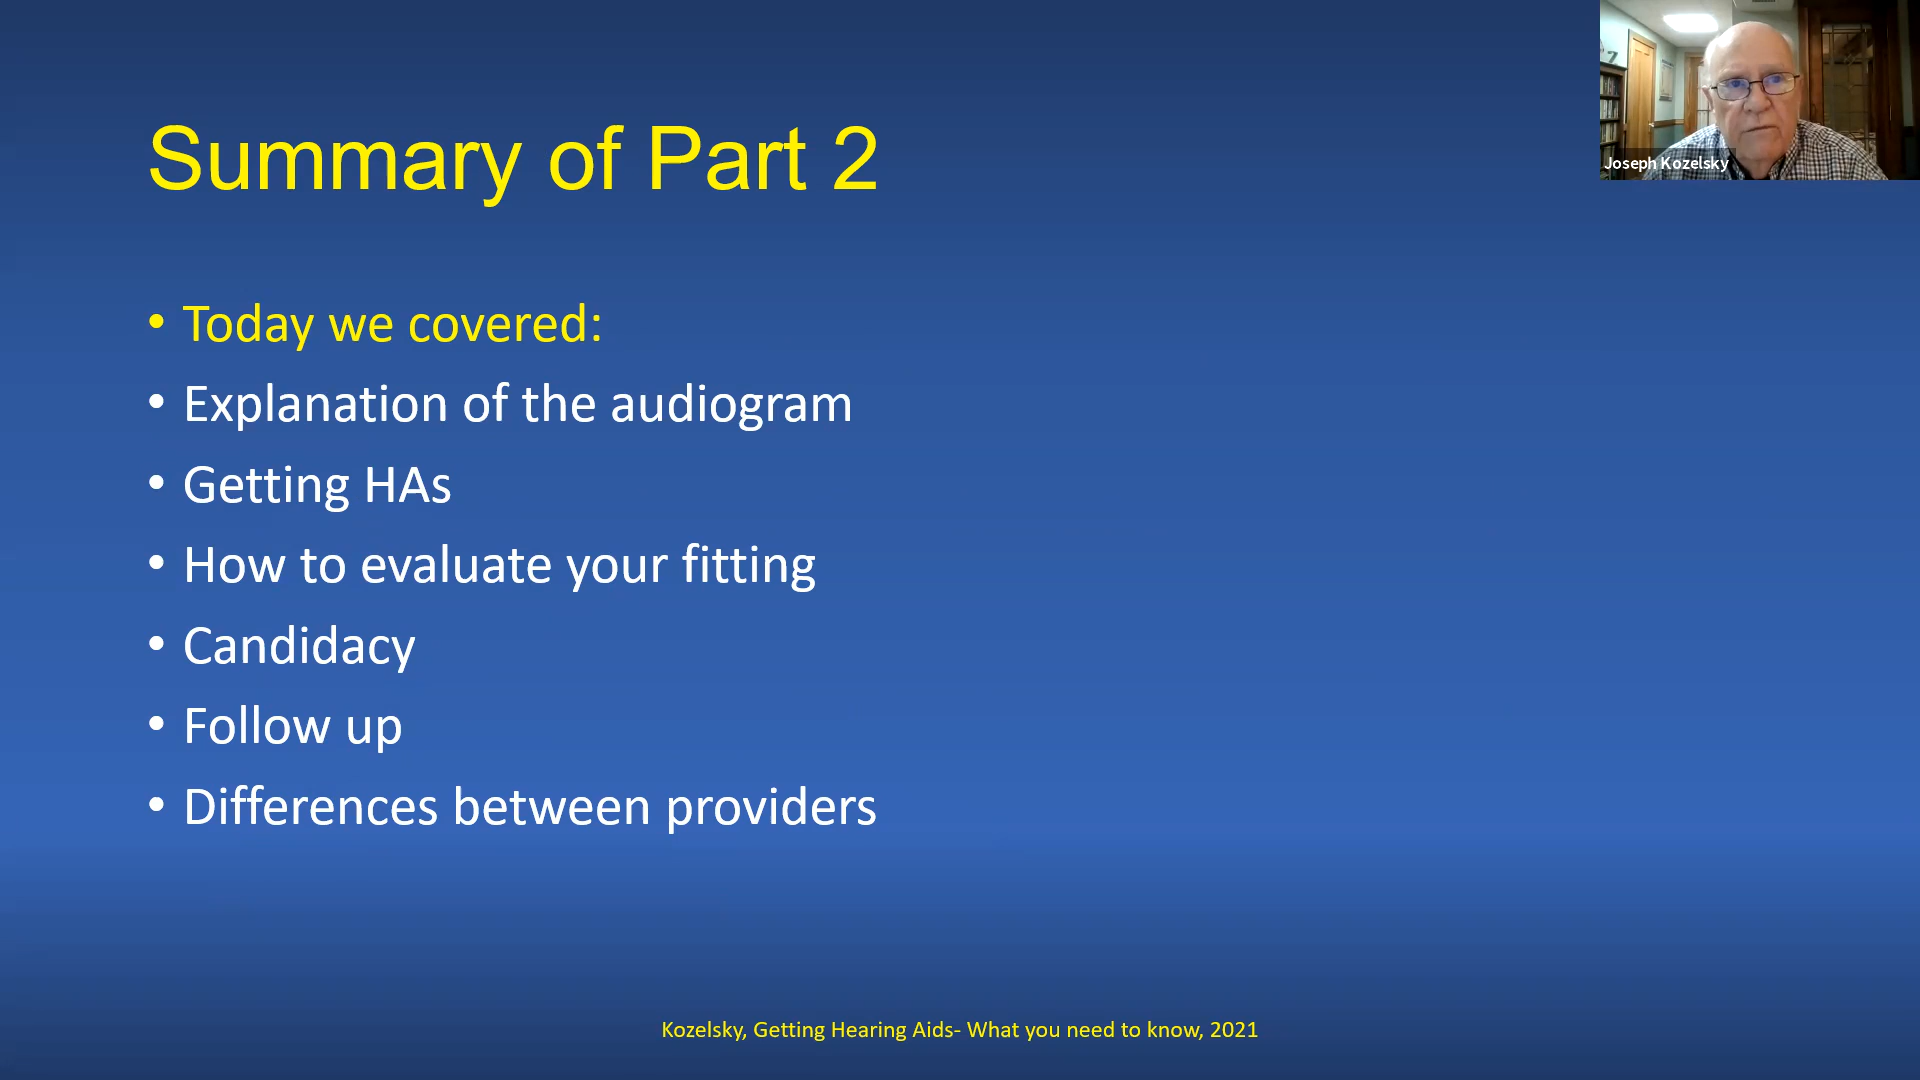 Summary of Part 2
Joseph Kozelsky
• Today we covered:
• Explanation of the audiogram
• Getting HAs
• How to evaluate your fitting
• Candidacy
• Follow up
• Differences between providers
Kozelsky, Getting Hearing Aids- What you need to know, 2021